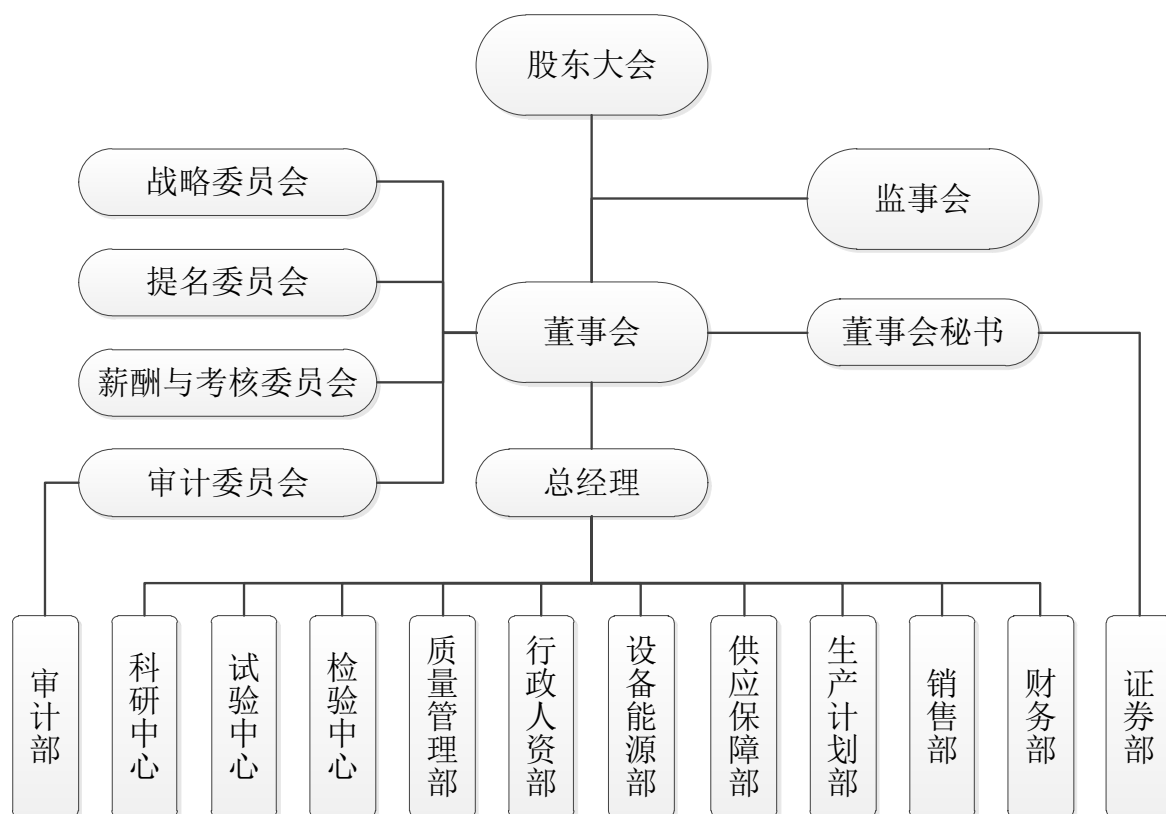 股东大会
战略委员会
监事会
提名委员会
董事会
董事会秘书
薪酬与考核委员会
审计委员会
总经理
审计部
科研中心
试验中心
检验中心
质量管理部
行政人资部
设备能源部
供应保障部
生产计划部
销售部
财务部
证券部